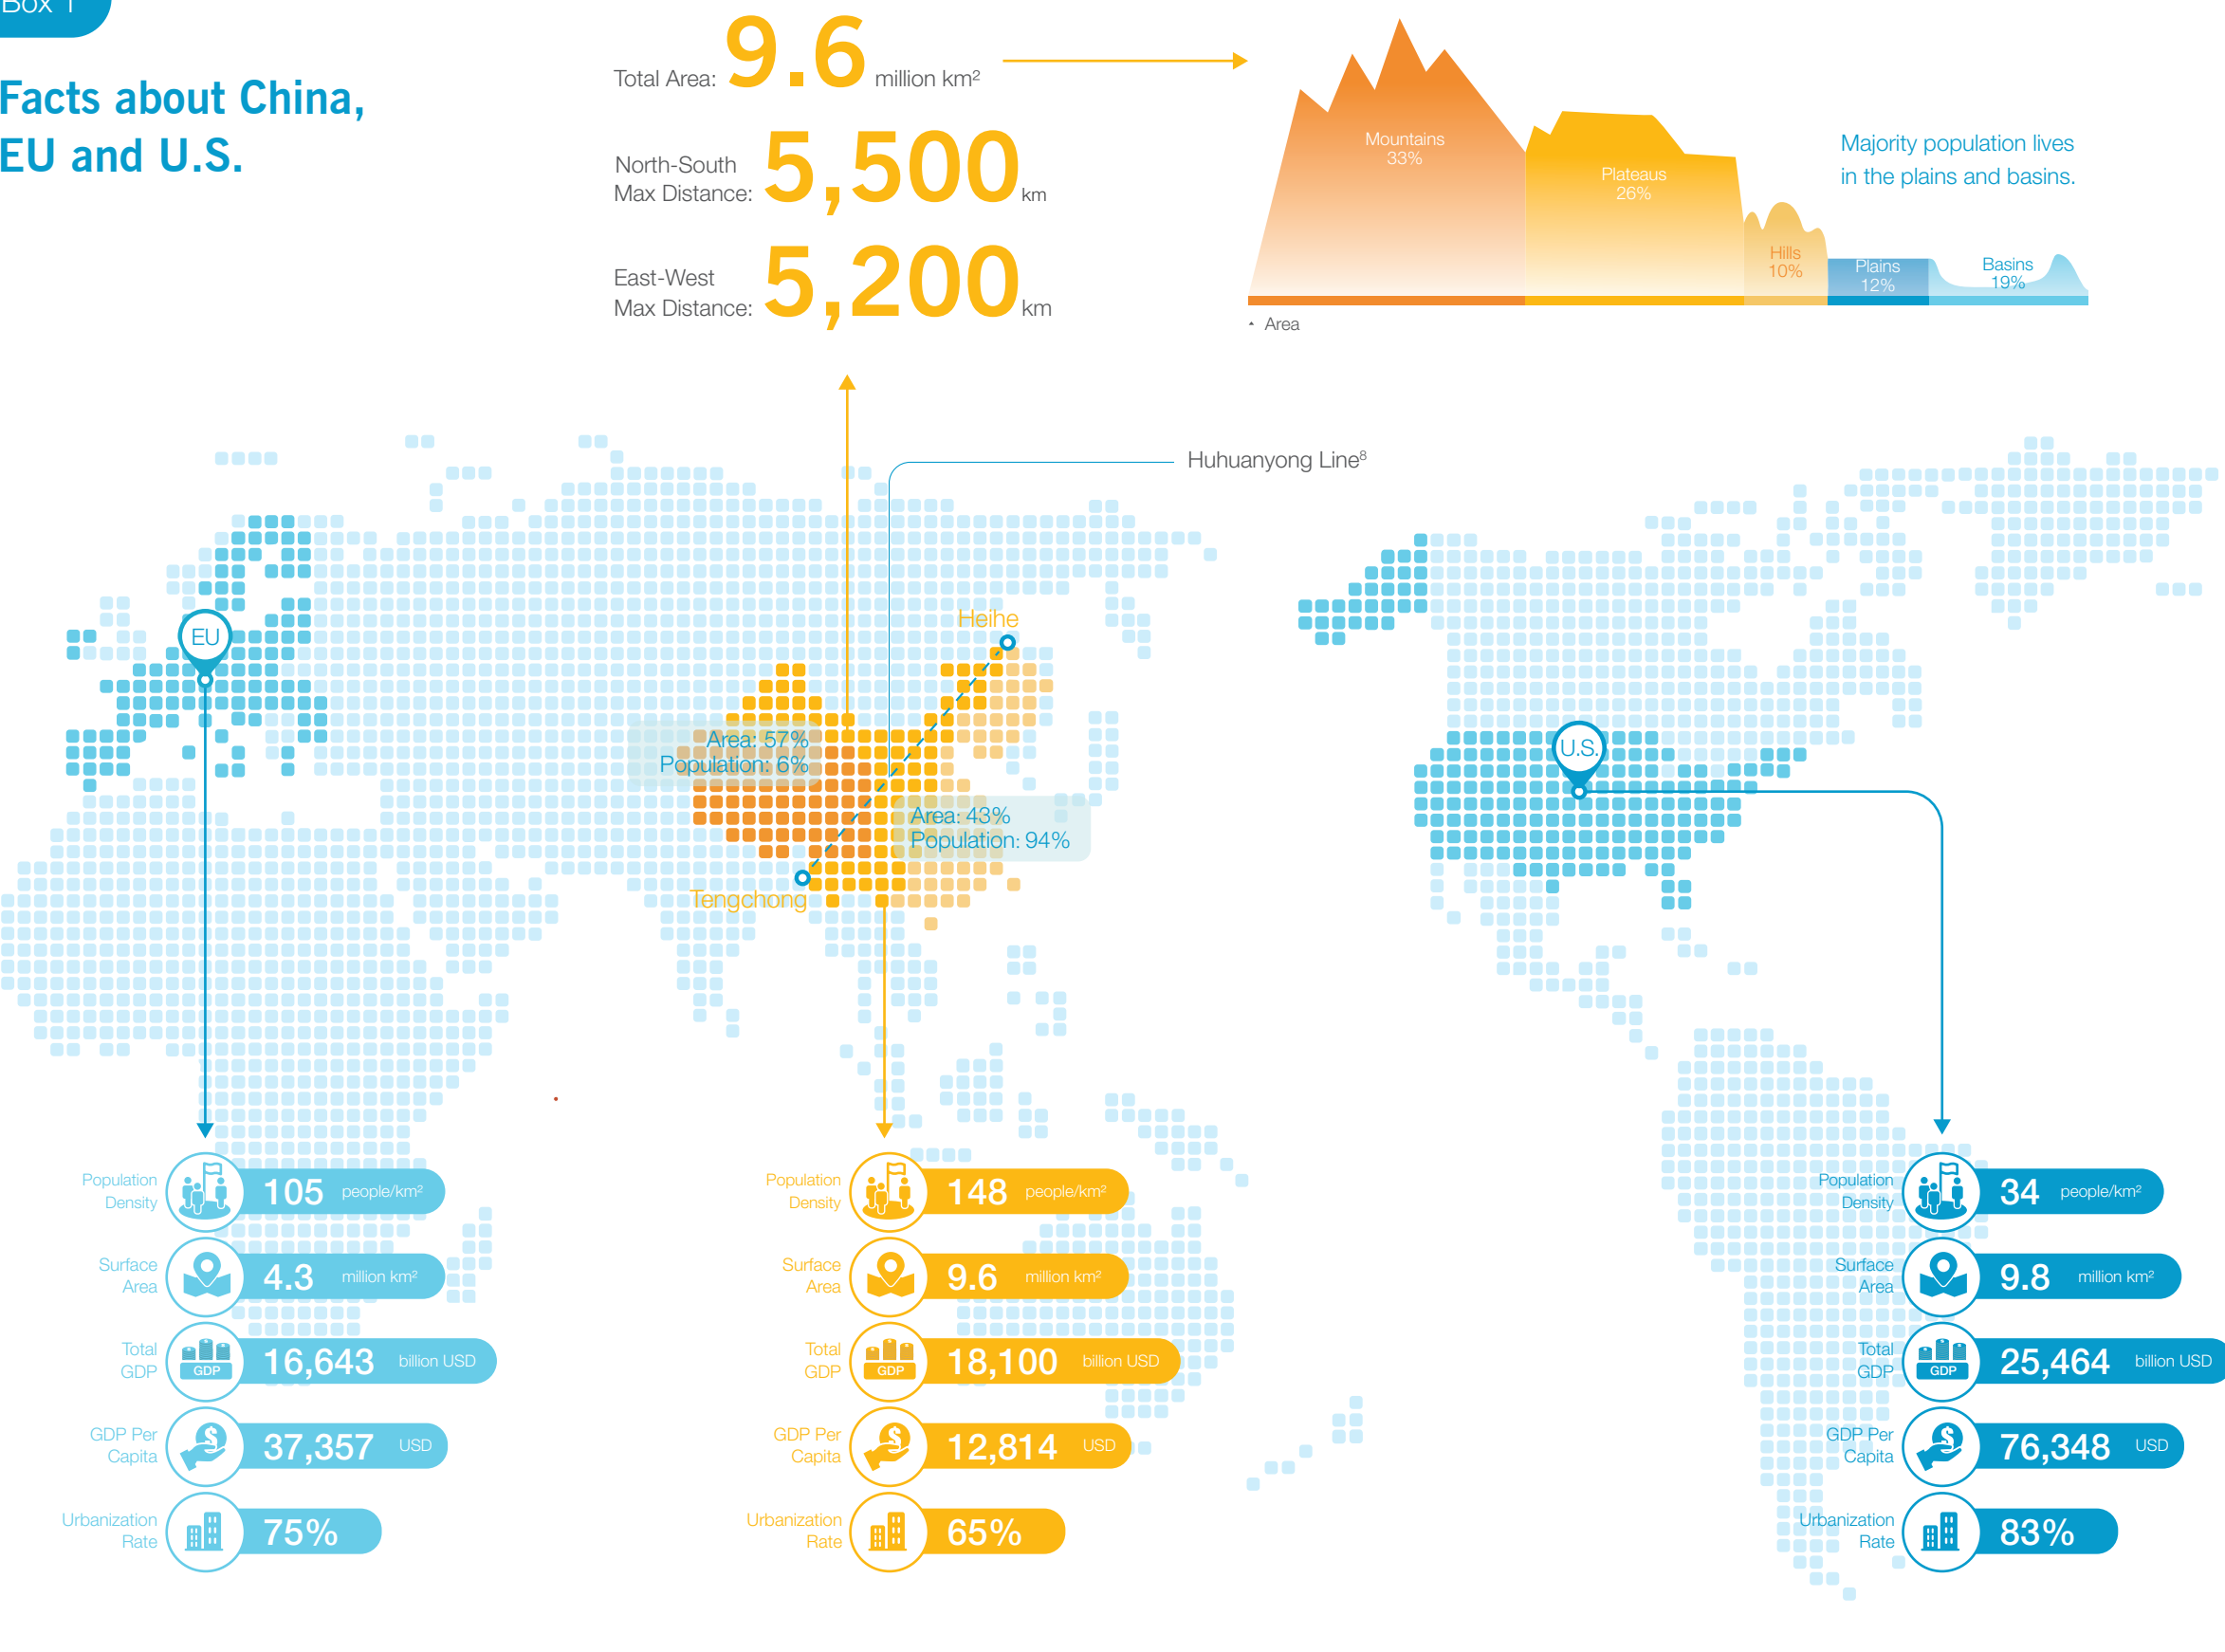 Box 1
Facts about China,
EU and U.S.
Total Area: 9.6 million km²
North-South
Max Distance: 5,500 km
East-West
Max Distance: 5,200 km
Mountains
33%
Plateaus
26%
Hills
10%
Plains
12%
Basins
19%
Majority population lives
in the plains and basins.
Area
Huhuanyong Line⁸
Heihe
EU
U.S.
Area: 57%
Population: 6%
Area: 43%
Population: 94%
Tengchong
Population
Density
105 people/km²
Surface
Area
4.3 million km²
Total
GDP
GDP
16,643 billion USD
GDP Per
Capita
$
37,357 USD
Urbanization
Rate
75%
Population
Density
148 people/km²
Surface
Area
9.6 million km²
Total
GDP
GDP
18,100 billion USD
GDP Per
Capita
$
12,814 USD
Urbanization
Rate
65%
Population
Density
34 people/km²
Surface
Area
9.8 million km²
Total
GDP
GDP
25,464 billion USD
GDP Per
Capita
$
76,348 USD
Urbanization
Rate
83%